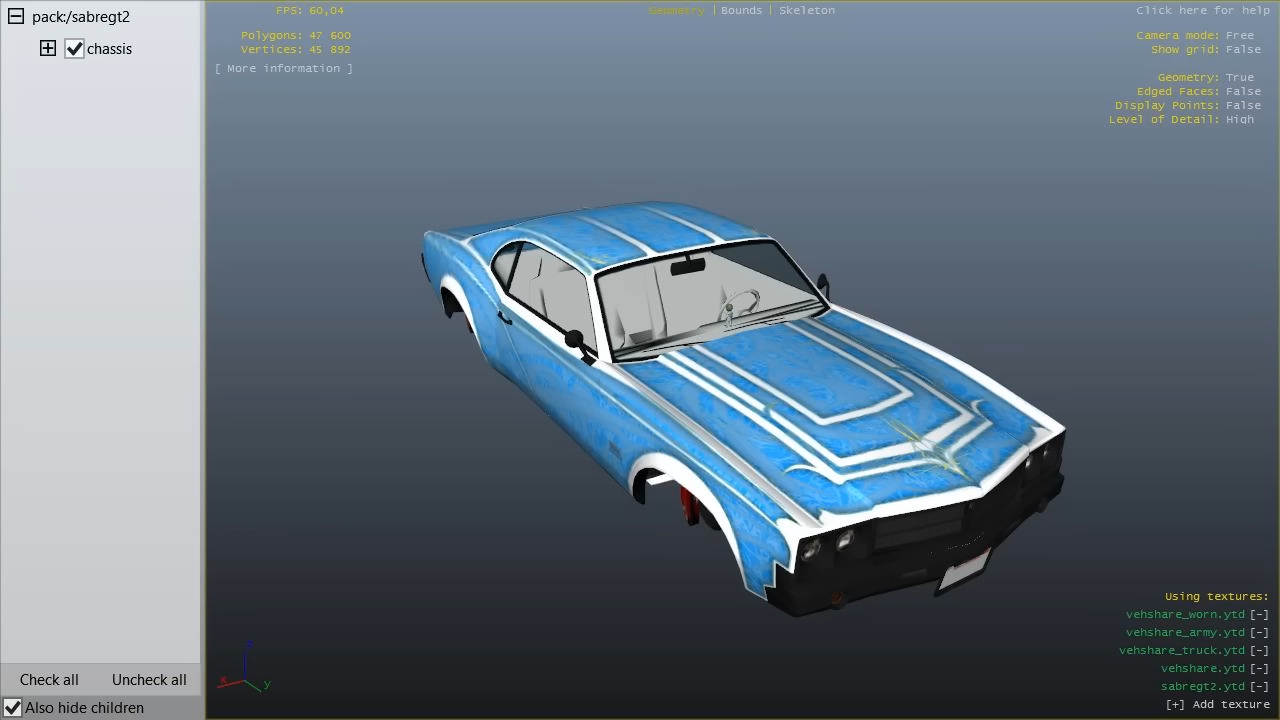 pack:/sabregt2
chassis
Check all Uncheck all
Also hide children
FPS: 60,04
Polygons: 47 600
Vertices: 45 892
[ More information ]
Geometry | Bounds | Skeleton
Click here for help
Camera mode: Free
Show grid: False
Geometry: True
Edged Faces: False
Display Points: False
Level of Detail: High
z
x
y
Using textures:
vehshare_worn.ytd [-]
vehshare_army.ytd [-]
vehshare_truck.ytd [-]
vehshare.ytd [-]
sabregt2.ytd [-]
[+] Add texture